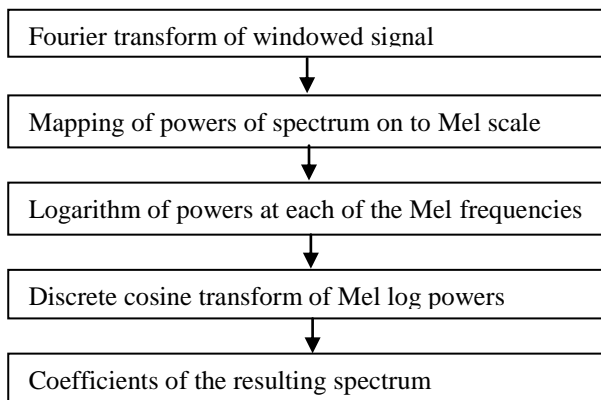 Fourier transform of windowed signal
Mapping of powers of spectrum on to Mel scale
Logarithm of powers at each of the Mel frequencies
Discrete cosine transform of Mel log powers
Coefficients of the resulting spectrum